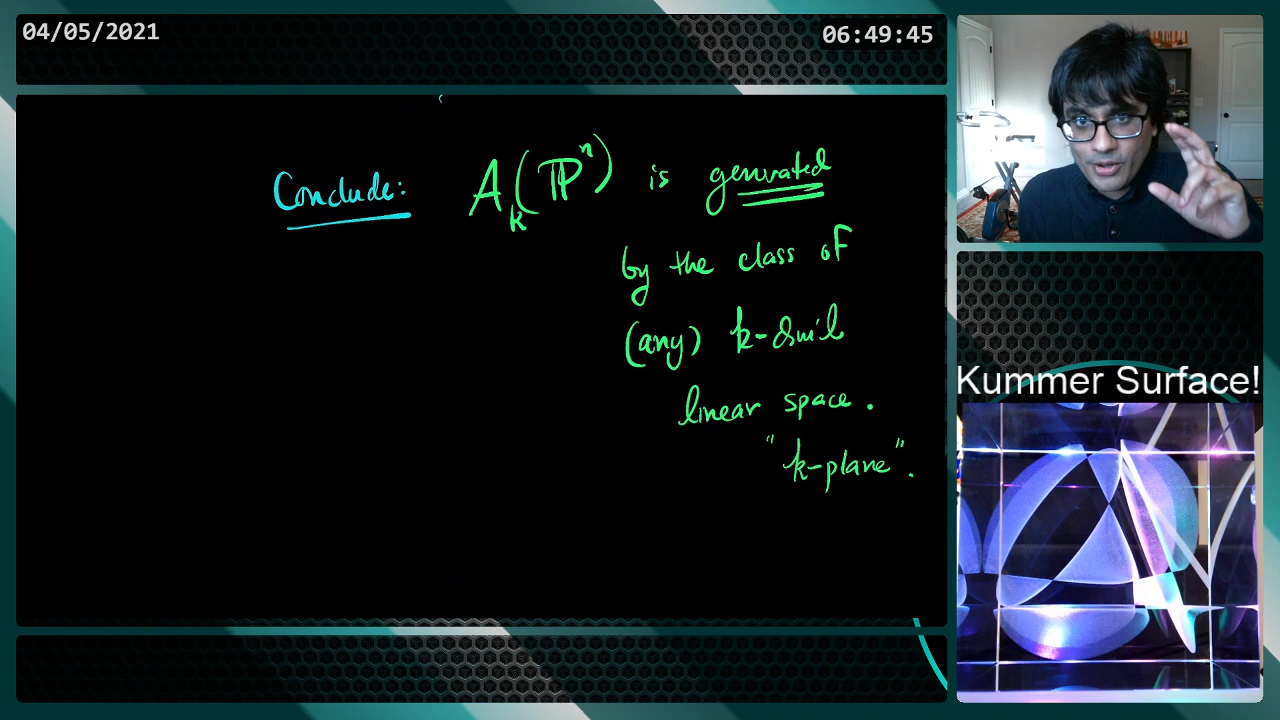 04/05/2021
06:49:45
Conclude: A_k(ℙ^n) is generated
by the class of
(any) k-dim'l
linear space.
"k-plane".
Kummer Surface!